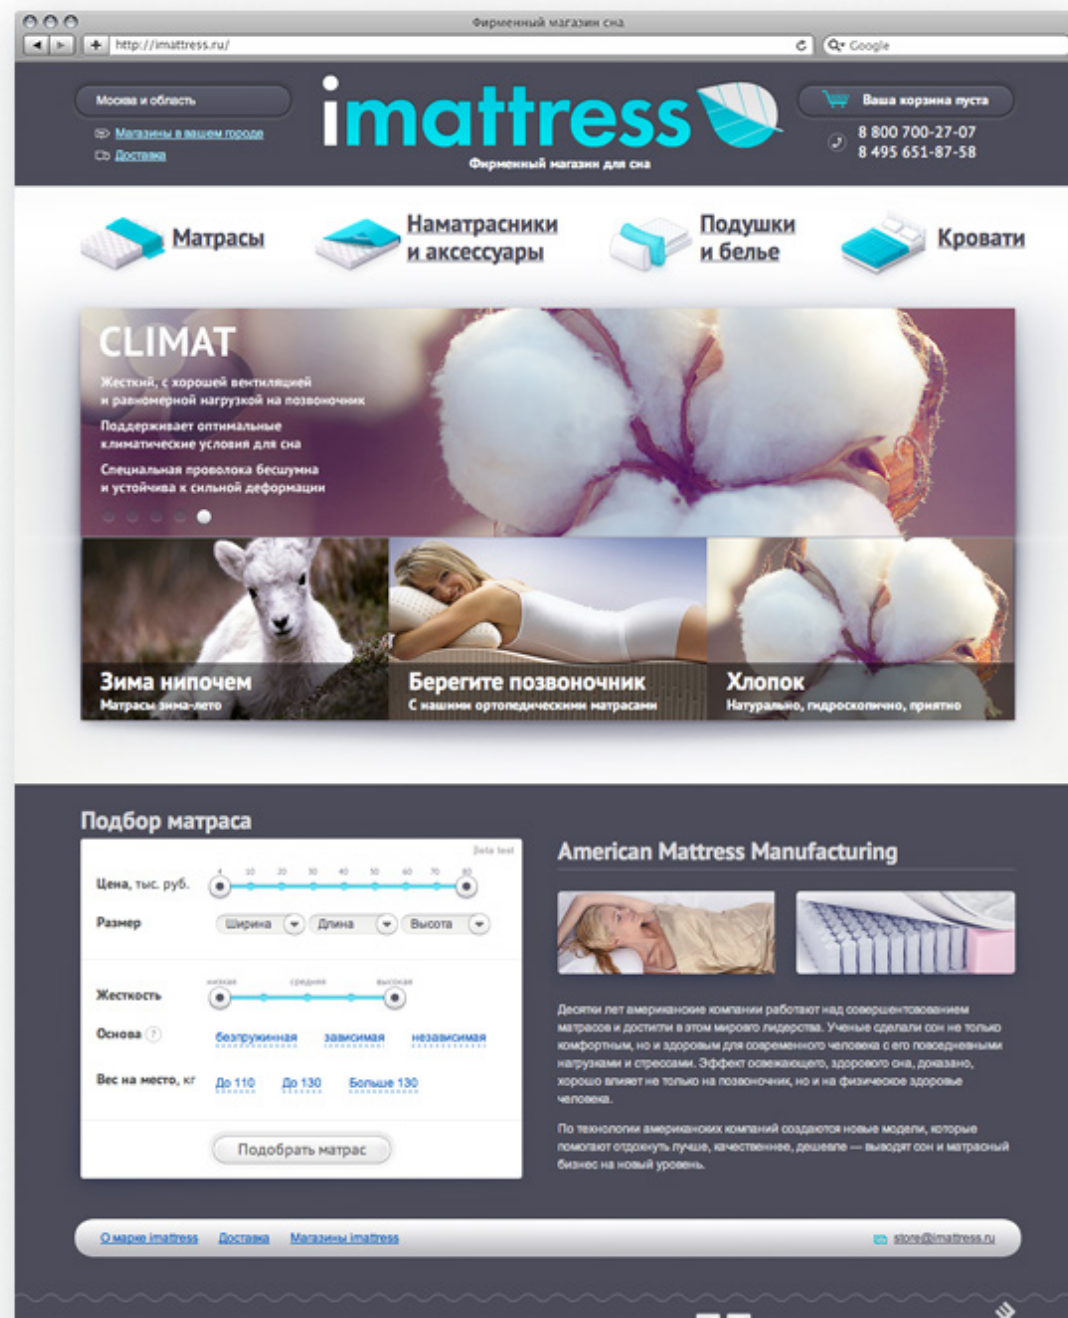 Фирменный магазин сна
http://imattress.ru/
Google
Москва и область
Магазины в вашем городе
Доставка
imattress
Фирменный магазин для сна
Ваша корзина пуста
8 800 700-27-07
8 495 651-87-58
Матрасы
Наматрасники
и аксессуары
Подушки
и белье
Кровати
CLIMAT
Жесткий, с хорошей вентиляцией
и равномерной нагрузкой на позвоночник
Поддерживает оптимальные
климатические условия для сна
Специальная проволока бесшумна
и устойчива к сильной деформации
Зима нипочем
Матрасы зима-лето
Берегите позвоночник
С нашими ортопедическими матрасами
Хлопок
Натурально, гидроскопично, приятно
Подбор матраса
βeta test
Цена, тыс. руб.
4 10 20 30 40 50 60 70 80
Размер
Ширина Длина Высота
Жесткость
низкая средняя высокая
Основа ?
безпружинная зависимая независимая
Вес на место, кг
До 110 До 130 Больше 130
Подобрать матрас
American Mattress Manufacturing
Десятки лет американские компании работают над совершентствованием
матрасов и достигли в этом мирового лидерства. Ученые сделали сон не только
комфортным, но и здоровым для современного человека с его повседневными
нагрузками и стрессами. Эффект освежающего, здорового сна, доказано,
хорошо влияет не только на позвоночник, но и на физическое здоровье
человека.
По технологии американских компаний создаются новые модели, которые
помогают отдохнуть лучше, качественнее, дешевле — выводят сон и матрасный
бизнес на новый уровень.
О марке imattress Доставка Магазины imattress
store@imattress.ru